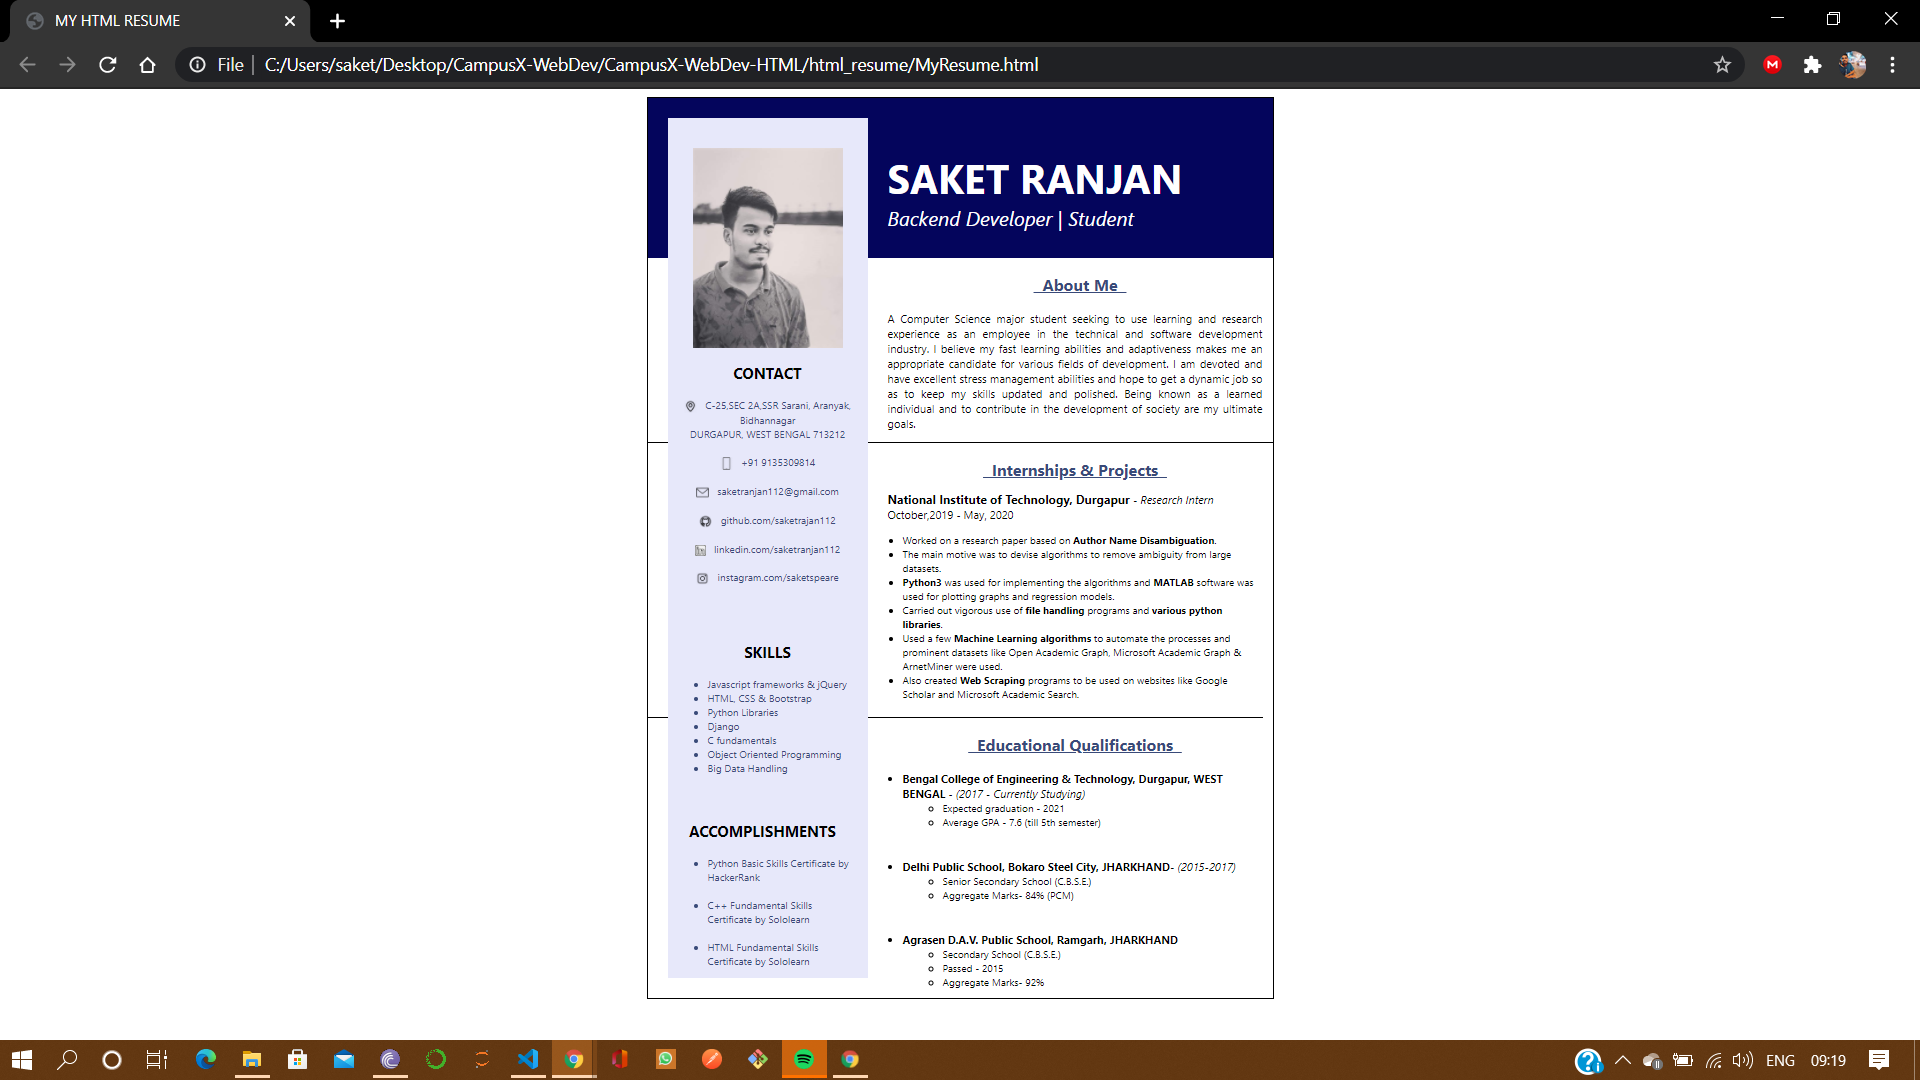 MY HTML RESUME
File
C:/Users/saket/Desktop/CampusX-WebDev/CampusX-WebDev-HTML/html_resume/MyResume.html
SAKET RANJAN
Backend Developer | Student
CONTACT
C-25,SEC 2A,SSR Sarani, Aranyak,
Bidhannagar
DURGAPUR, WEST BENGAL 713212
+91 9135309814
saketranjan112@gmail.com
github.com/saketrajan112
linkedin.com/saketranjan112
instagram.com/saketspeare
SKILLS
Javascript frameworks & jQuery
HTML, CSS & Bootstrap
Python Libraries
Django
C fundamentals
Object Oriented Programming
Big Data Handling
ACCOMPLISHMENTS
Python Basic Skills Certificate by
HackerRank
C++ Fundamental Skills
Certificate by Sololearn
HTML Fundamental Skills
Certificate by Sololearn
About Me
A Computer Science major student seeking to use learning and research
experience as an employee in the technical and software development
industry. I believe my fast learning abilities and adaptiveness makes me an
appropriate candidate for various fields of development. I am devoted and
have excellent stress management abilities and hope to get a dynamic job so
as to keep my skills updated and polished. Being known as a learned
individual and to contribute in the development of society are my ultimate
goals.
Internships & Projects
National Institute of Technology, Durgapur - Research Intern
October,2019 - May, 2020
Worked on a research paper based on Author Name Disambiguation.
The main motive was to devise algorithms to remove ambiguity from large
datasets.
Python3 was used for implementing the algorithms and MATLAB software was
used for plotting graphs and regression models.
Carried out vigorous use of file handling programs and various python
libraries.
Used a few Machine Learning algorithms to automate the processes and
prominent datasets like Open Academic Graph, Microsoft Academic Graph &
ArnetMiner were used.
Also created Web Scraping programs to be used on websites like Google
Scholar and Microsoft Academic Search.
Educational Qualifications
Bengal College of Engineering & Technology, Durgapur, WEST
BENGAL - (2017 - Currently Studying)
Expected graduation - 2021
Average GPA - 7.6 (till 5th semester)
Delhi Public School, Bokaro Steel City, JHARKHAND- (2015-2017)
Senior Secondary School (C.B.S.E.)
Aggregate Marks- 84% (PCM)
Agrasen D.A.V. Public School, Ramgarh, JHARKHAND
Secondary School (C.B.S.E.)
Passed - 2015
Aggregate Marks- 92%
ENG
09:19